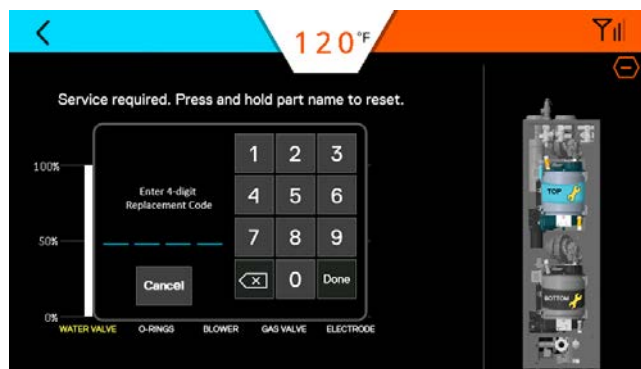 120°F
Service required. Press and hold part name to reset.
100%
50%
0%
Enter 4-digit
Replacement Code
1 2 3
4 5 6
7 8 9
0 Done
Cancel
WATER VALVE O-RINGS BLOWER GAS VALVE ELECTRODE
TOP
BOTTOM